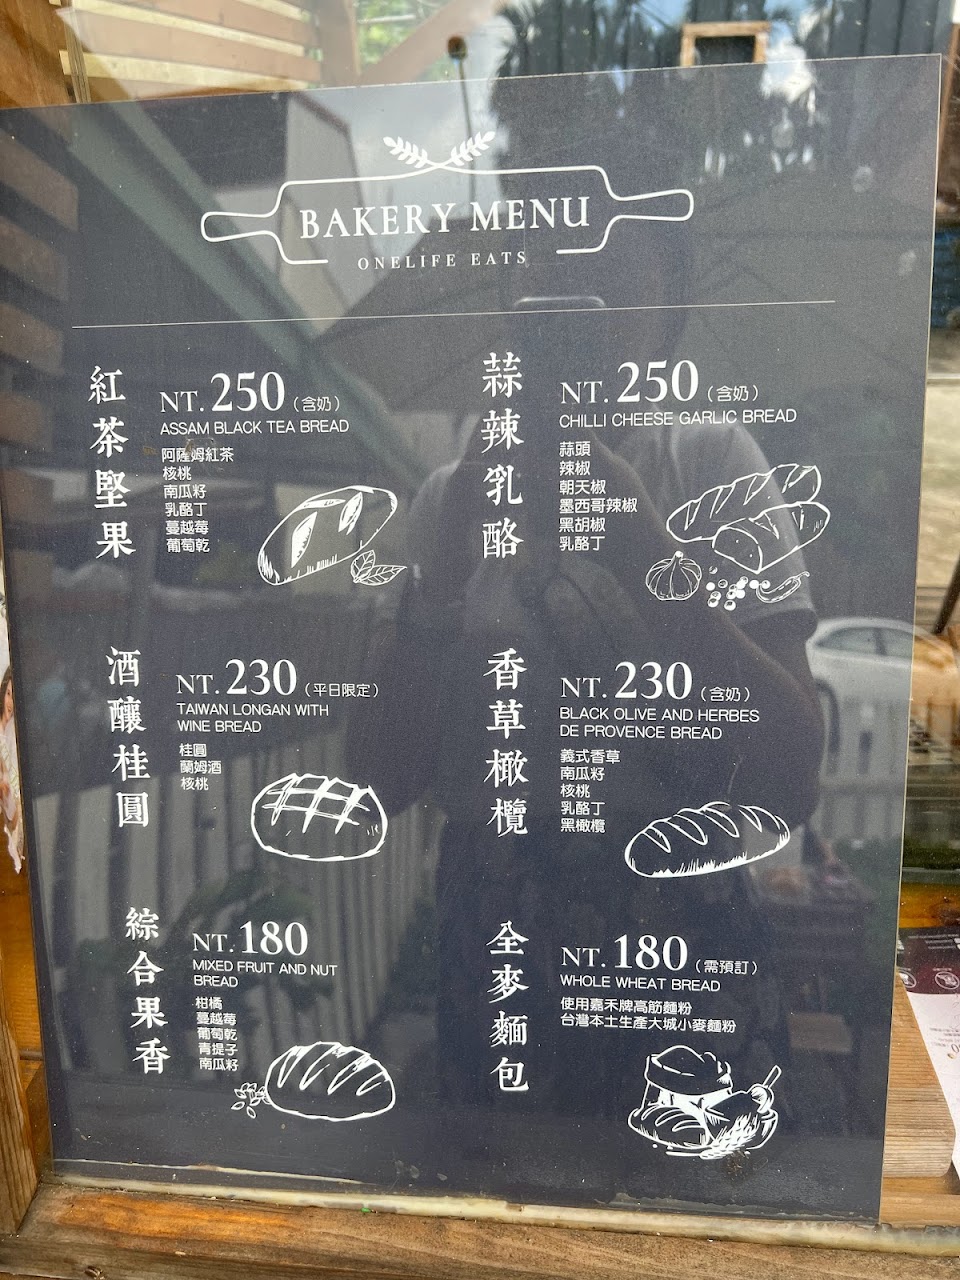 BAKERY MENU
ONELIFE EATS
紅茶堅果
NT. 250 (含奶)
ASSAM BLACK TEA BREAD
阿薩姆紅茶
核桃
南瓜籽
乳酪丁
蔓越莓
葡萄乾
蒜辣乳酪
NT. 250 (含奶)
CHILLI CHEESE GARLIC BREAD
蒜頭
辣椒
朝天椒
墨西哥辣椒
黑胡椒
乳酪丁
酒釀桂圓
NT. 230 (平日限定)
TAIWAN LONGAN WITH
WINE BREAD
桂圓
蘭姆酒
核桃
香草橄欖
NT. 230 (含奶)
BLACK OLIVE AND HERBES
DE PROVENCE BREAD
義式香草
南瓜籽
核桃
乳酪丁
黑橄欖
綜合果香
NT. 180
MIXED FRUIT AND NUT
BREAD
柑橘
蔓越莓
葡萄乾
青提子
南瓜籽
全麥麵包
NT. 180 (需預訂)
WHOLE WHEAT BREAD
使用嘉禾牌高筋麵粉
台灣本土生產大城小麥麵粉